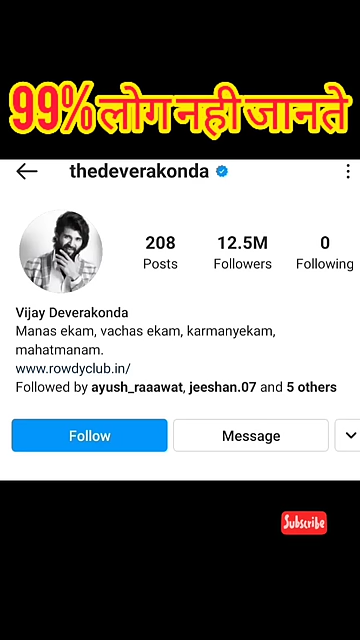 99% लोग नही जानते
thedeverakonda
208 12.5M 0
Posts Followers Following
Vijay Deverakonda
Manas ekam, vachas ekam, karmanyekam,
mahatmanam.
www.rowdyclub.in/
Followed by ayush_raaawat, jeeshan.07 and 5 others
Follow Message
Subscribe